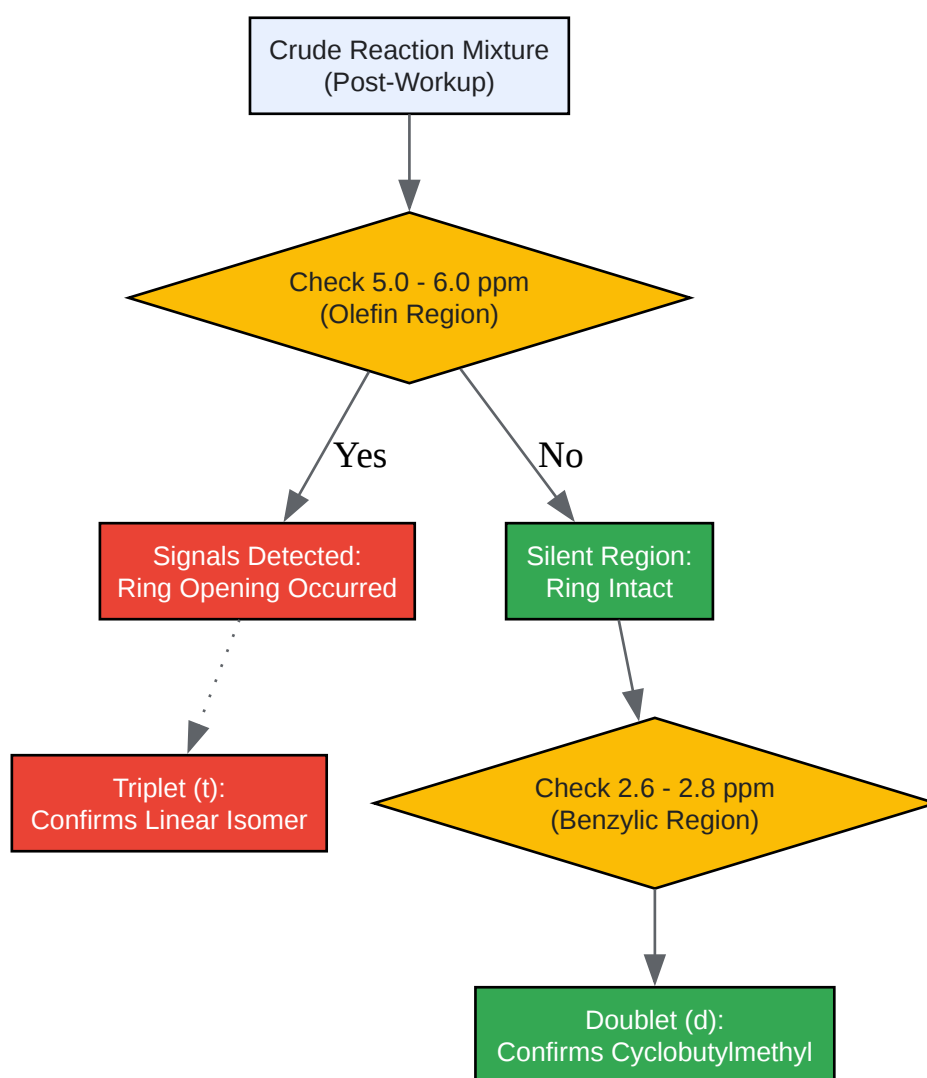 Crude Reaction Mixture
(Post-Workup)
Check 5.0 - 6.0 ppm
(Olefin Region)
Yes
No
Signals Detected:
Ring Opening Occurred
Silent Region:
Ring Intact
Triplet (t):
Confirms Linear Isomer
Check 2.6 - 2.8 ppm
(Benzylic Region)
Doublet (d):
Confirms Cyclobutylmethyl